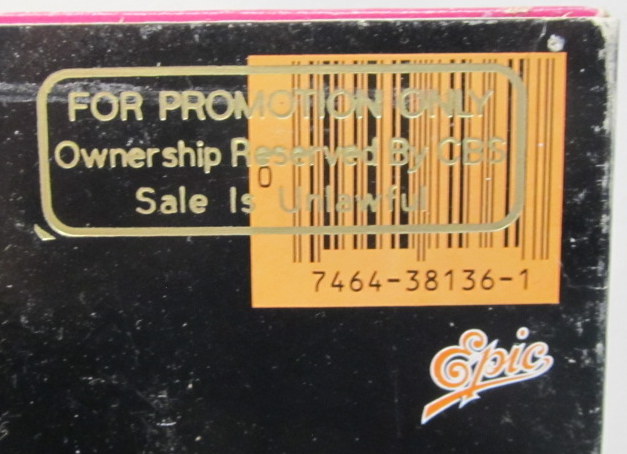 FOR PROMOTION ONLY
Ownership Reserved By CBS
Sale Is Unlawful
0
7464-38136-1
Epic